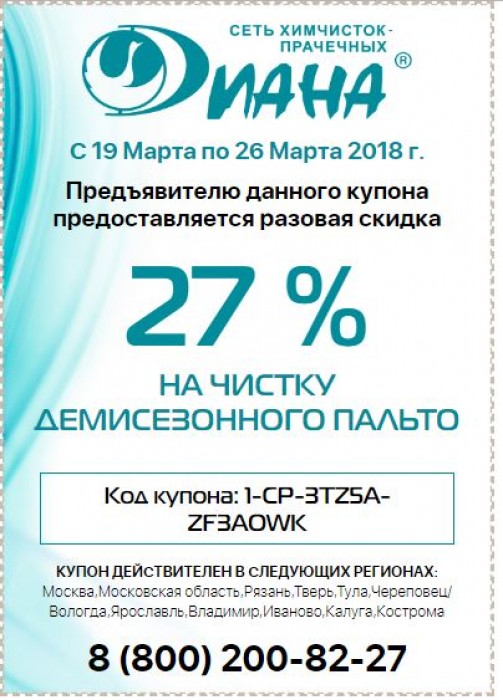 СЕТЬ ХИМЧИСТОК-
ПРАЧЕЧНЫХ
ДИАНА®
С 19 Марта по 26 Марта 2018 г.
Предъявителю данного купона
предоставляется разовая скидка
27 %
НА ЧИСТКУ
ДЕМИСЕЗОННОГО ПАЛЬТО
Код купона: 1-CP-3TZ5A-
ZF3AOWK
КУПОН ДЕЙСТВИТЕЛЕН В СЛЕДУЮЩИХ РЕГИОНАХ:
Москва,Московская область,Рязань,Тверь,Тула,Череповец/
Вологда,Ярославль,Владимир,Иваново,Калуга,Кострома
8 (800) 200-82-27